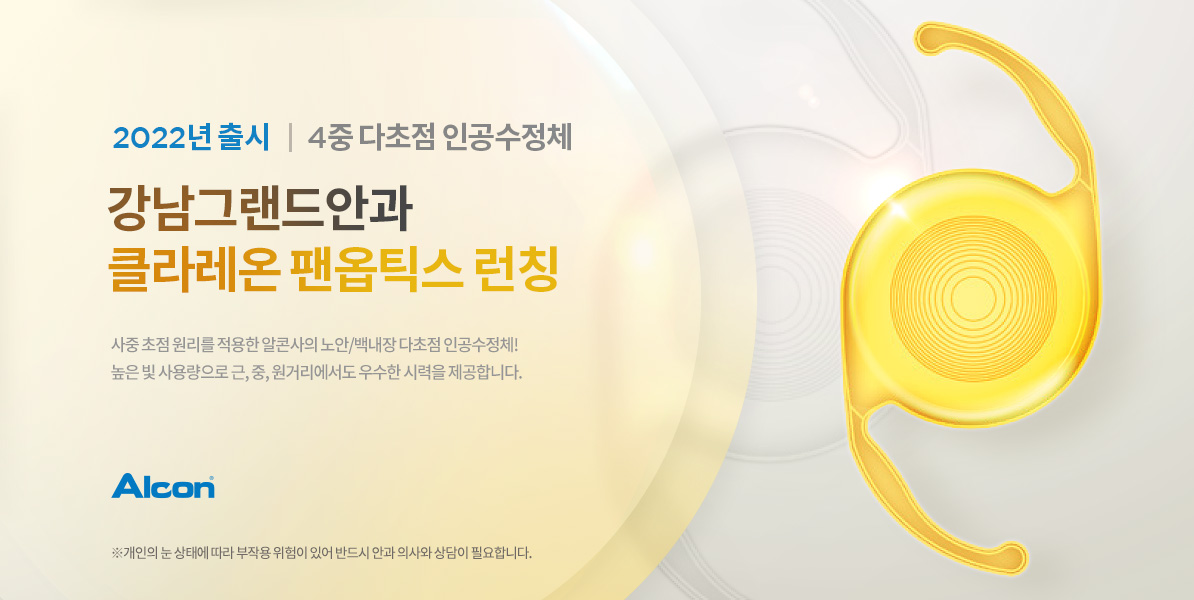 2022년 출시 | 4중 다초점 인공수정체
강남그랜드안과
클라레온 팬옵틱스 런칭
사중 초점 원리를 적용한 알콘사의 노안/백내장 다초점 인공수정체!
높은 빛 사용량으로 근, 중, 원거리에서도 우수한 시력을 제공합니다.
Alcon®
※개인의 눈 상태에 따라 부작용 위험이 있어 반드시 안과 의사와 상담이 필요합니다.